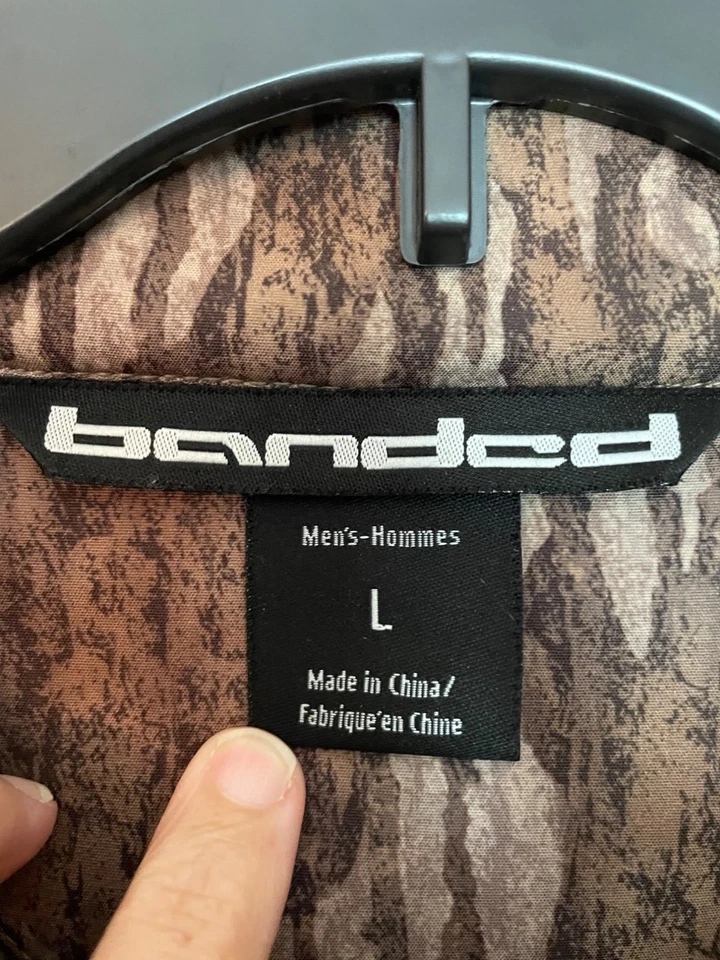 banded
Men's-Hommes
L
Made in China/
Fabrique'en Chine